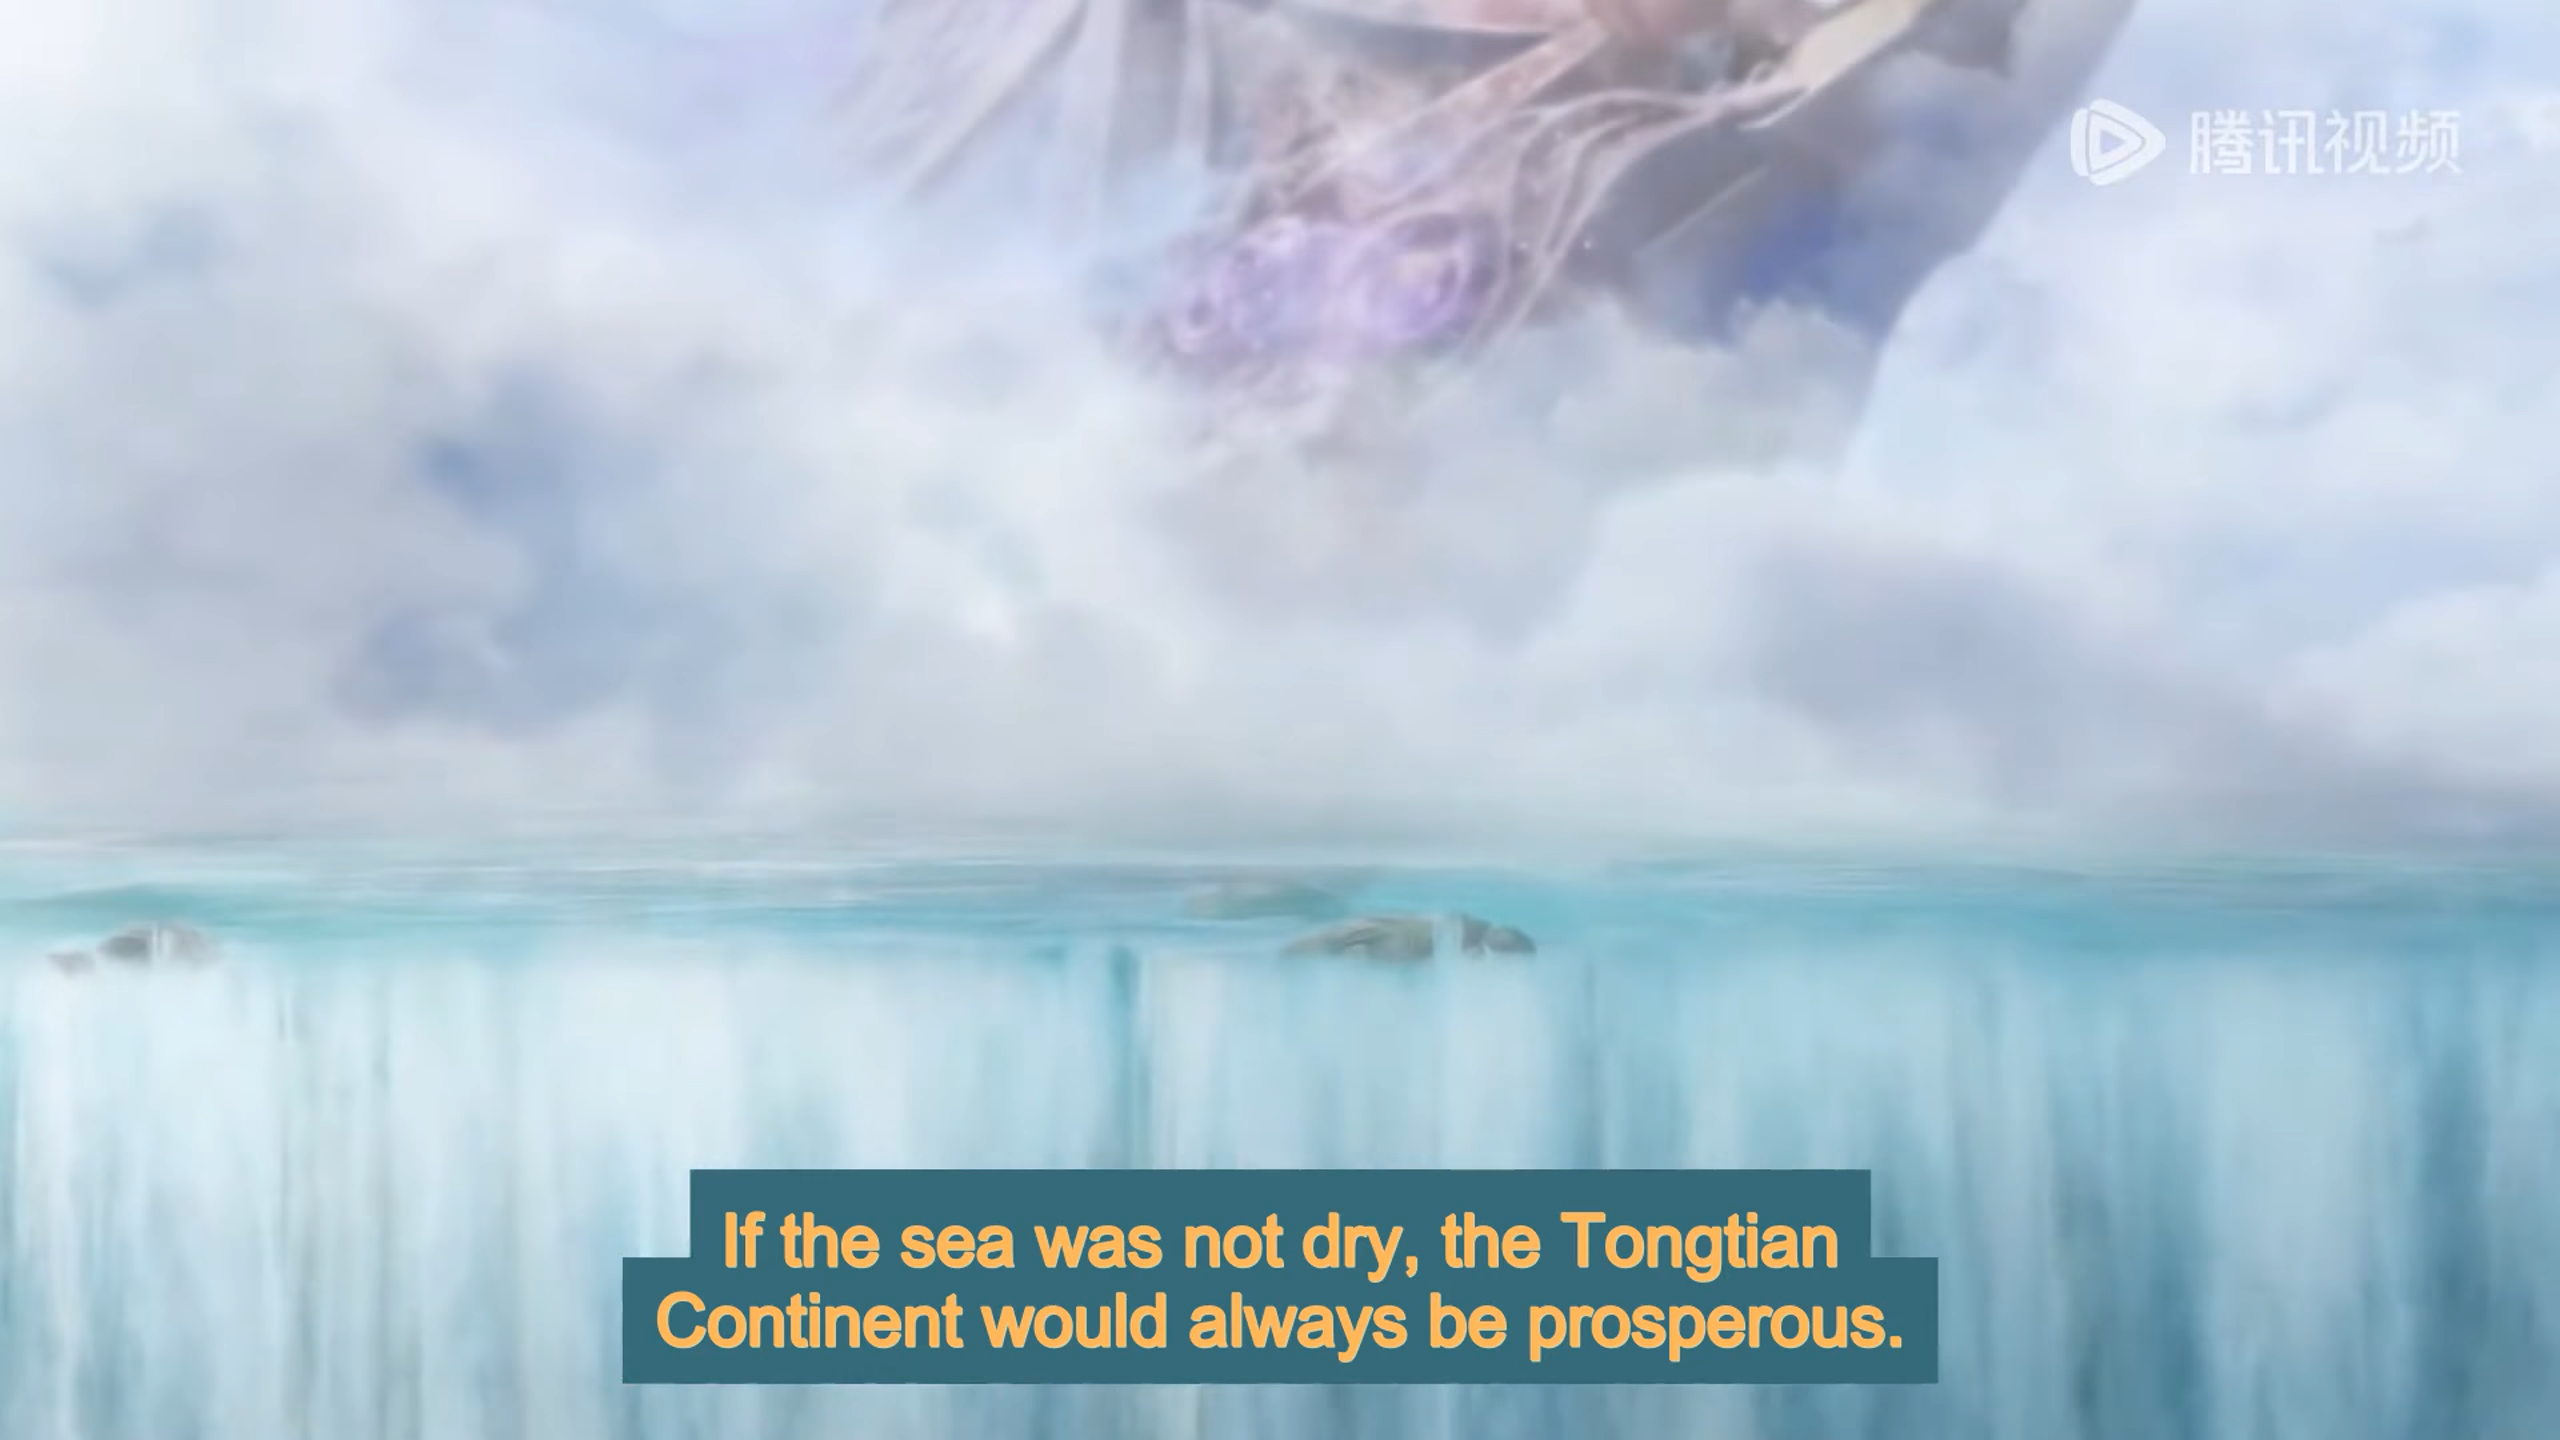 腾讯视频
If the sea was not dry, the Tongtian
Continent would always be prosperous.